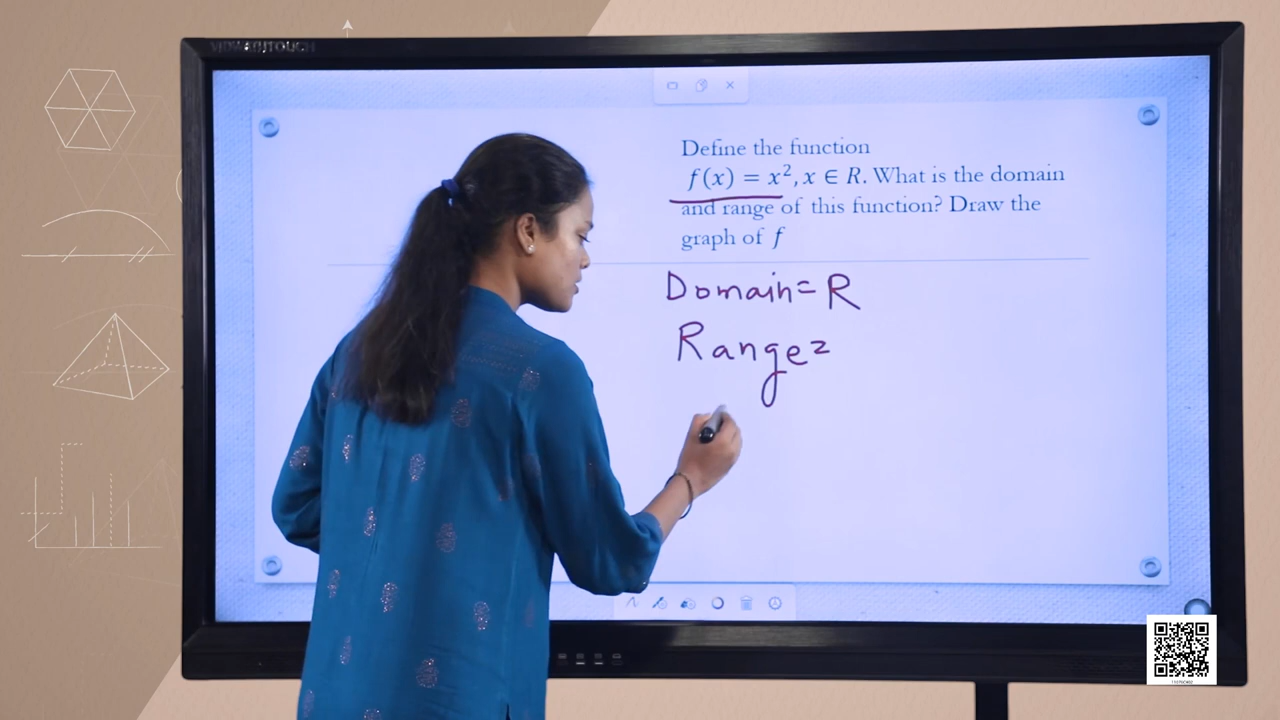 Define the function
f(x) = x², x ∈ R. What is the domain
and range of this function? Draw the
graph of f
Domain= R
Range=